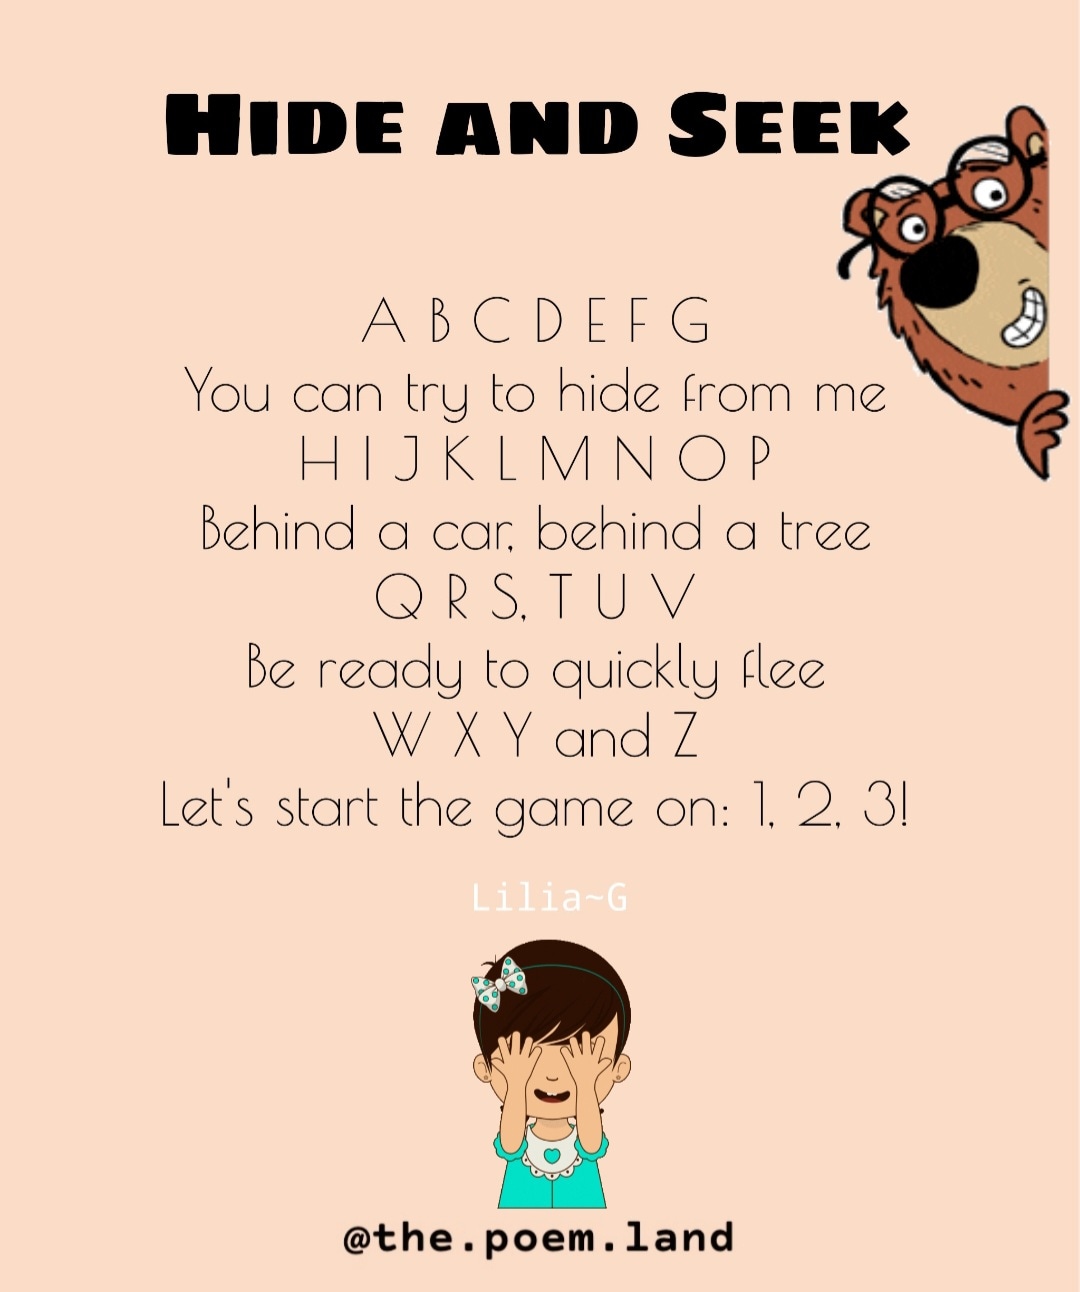 Hide and Seek
A B C D E F G
You can try to hide from me
H I J K L M N O P
Behind a car, behind a tree
Q R S, T U V
Be ready to quickly flee
W X Y and Z
Let's start the game on: 1, 2, 3!
Lilia~G
@the.poem.land